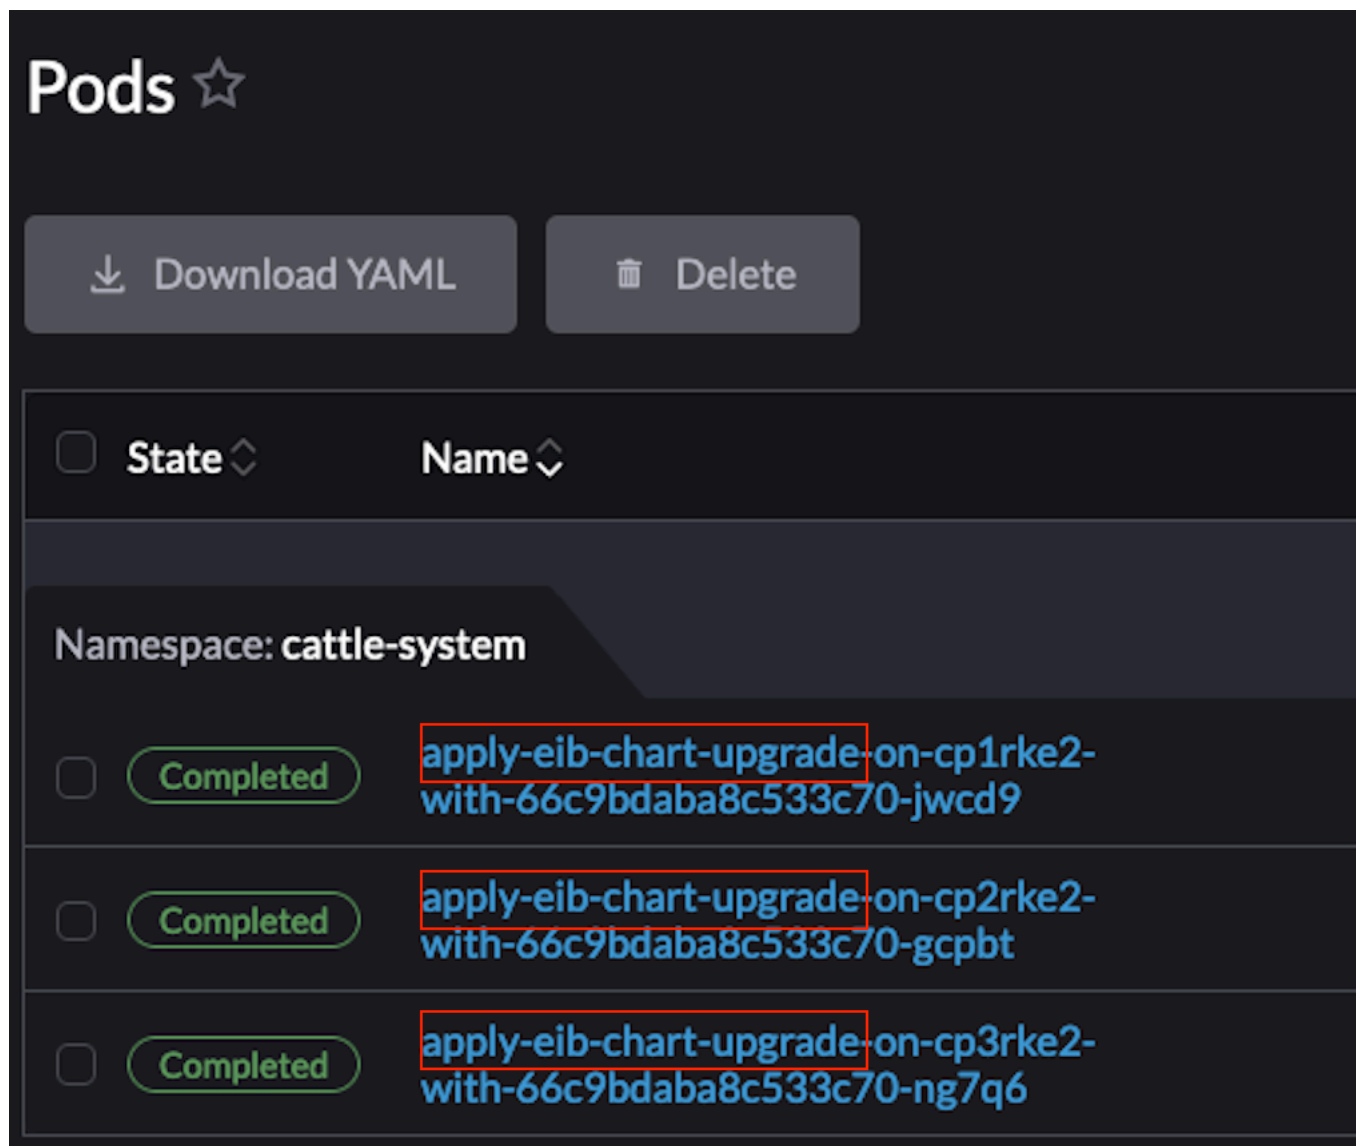 Pods
Download YAML
Delete
State
Name
Namespace: cattle-system
Completed
apply-eib-chart-upgrade-on-cp1rke2-
with-66c9bdaba8c533c70-jwcd9
Completed
apply-eib-chart-upgrade-on-cp2rke2-
with-66c9bdaba8c533c70-gcpbt
Completed
apply-eib-chart-upgrade-on-cp3rke2-
with-66c9bdaba8c533c70-ng7q6